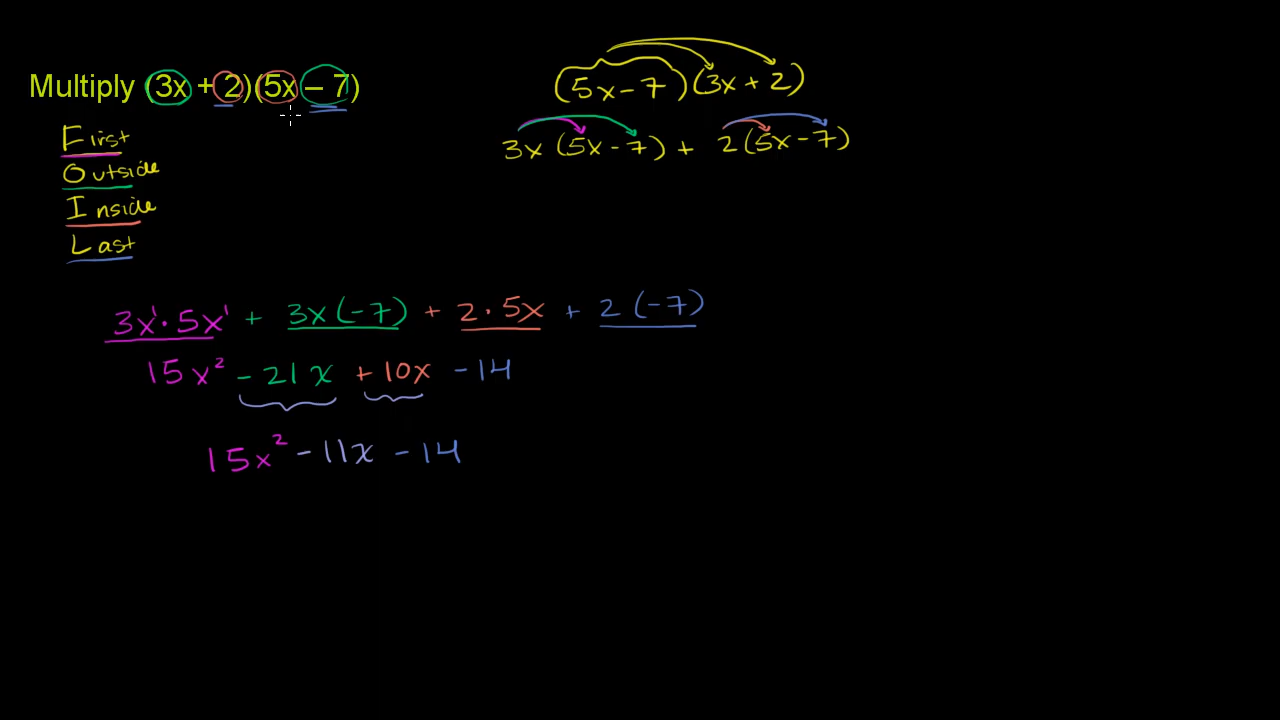 Multiply (3x + 2)(5x – 7)
First
Outside
Inside
Last
(5x - 7)(3x + 2)
3x (5x - 7) + 2(5x - 7)
3x¹ · 5x¹ + 3x(-7) + 2 · 5x + 2 (-7)
15x² - 21x + 10x - 14
15x² - 11x - 14